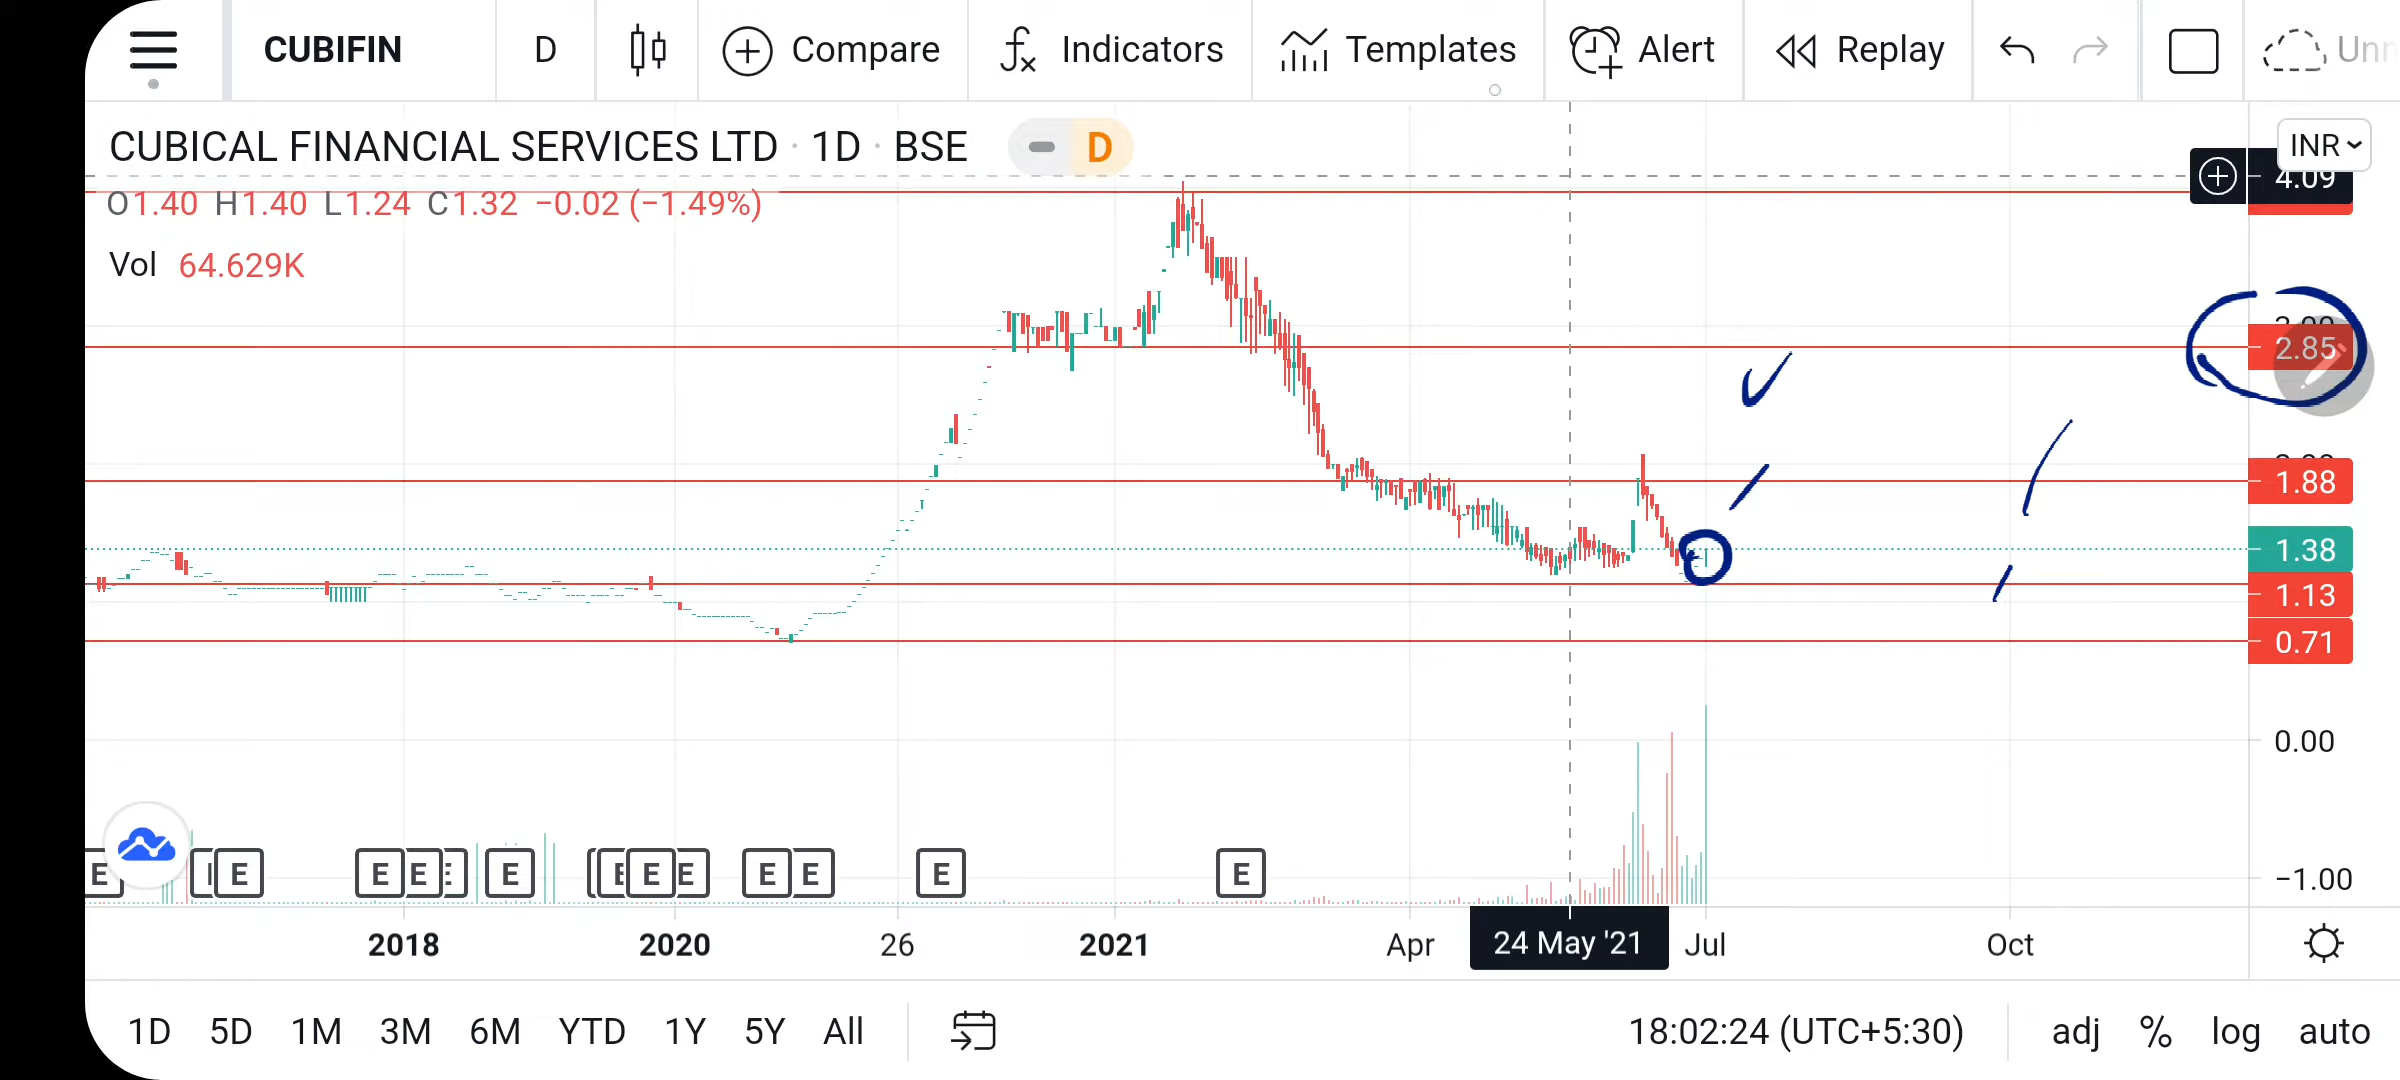 CUBIFIN D Compare Indicators Templates Alert Replay
CUBICAL FINANCIAL SERVICES LTD · 1D · BSE D
INR
4.09
O1.40 H1.40 L1.24 C1.32 −0.02 (−1.49%)
Vol 64.629K
2.85
1.88
1.38
1.13
0.71
0.00
−1.00
E E E E E E E E E E E E
2018 2020 26 2021 Apr 24 May '21 Jul Oct
1D 5D 1M 3M 6M YTD 1Y 5Y All 18:02:24 (UTC+5:30) adj % log auto